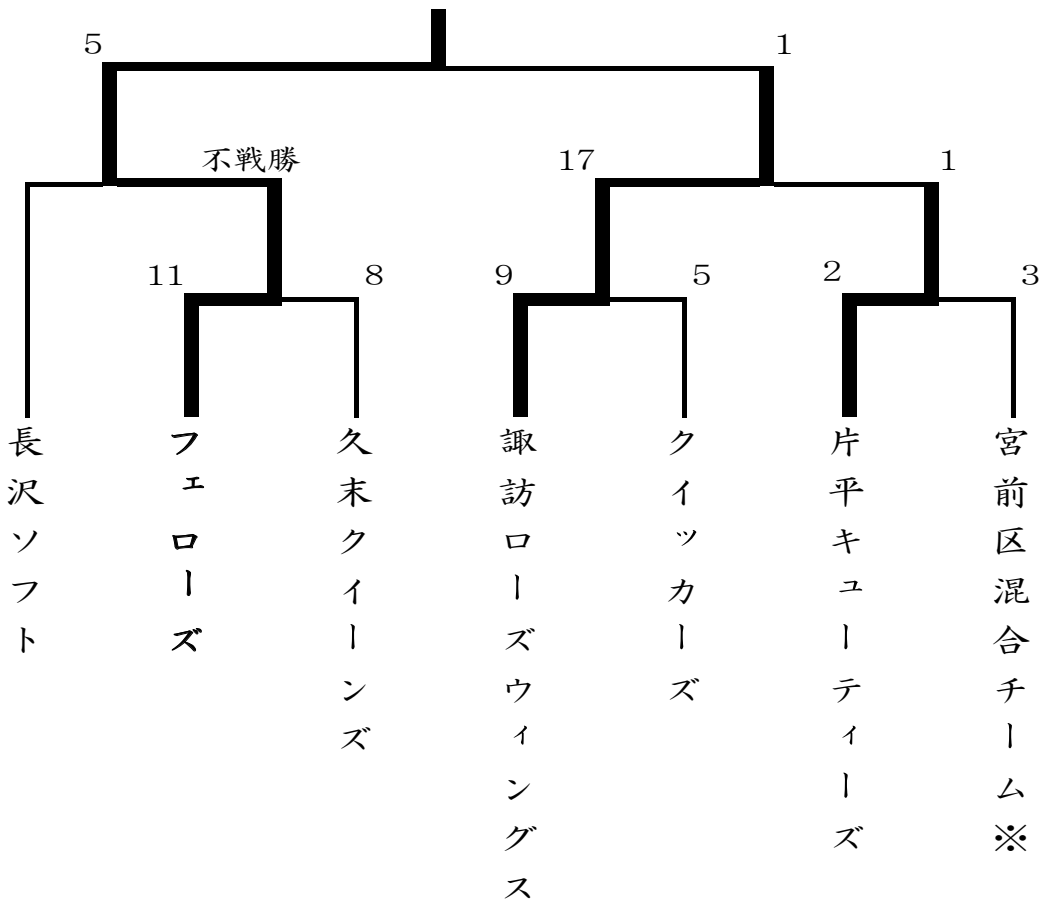 5
1
不戦勝
17
1
11
8
9
5
2
3
長沢ソフト
フェローズ
久末クイーンズ
諏訪ローズウィングス
クイッカーズ
片平キューティーズ
宮前区混合チーム※